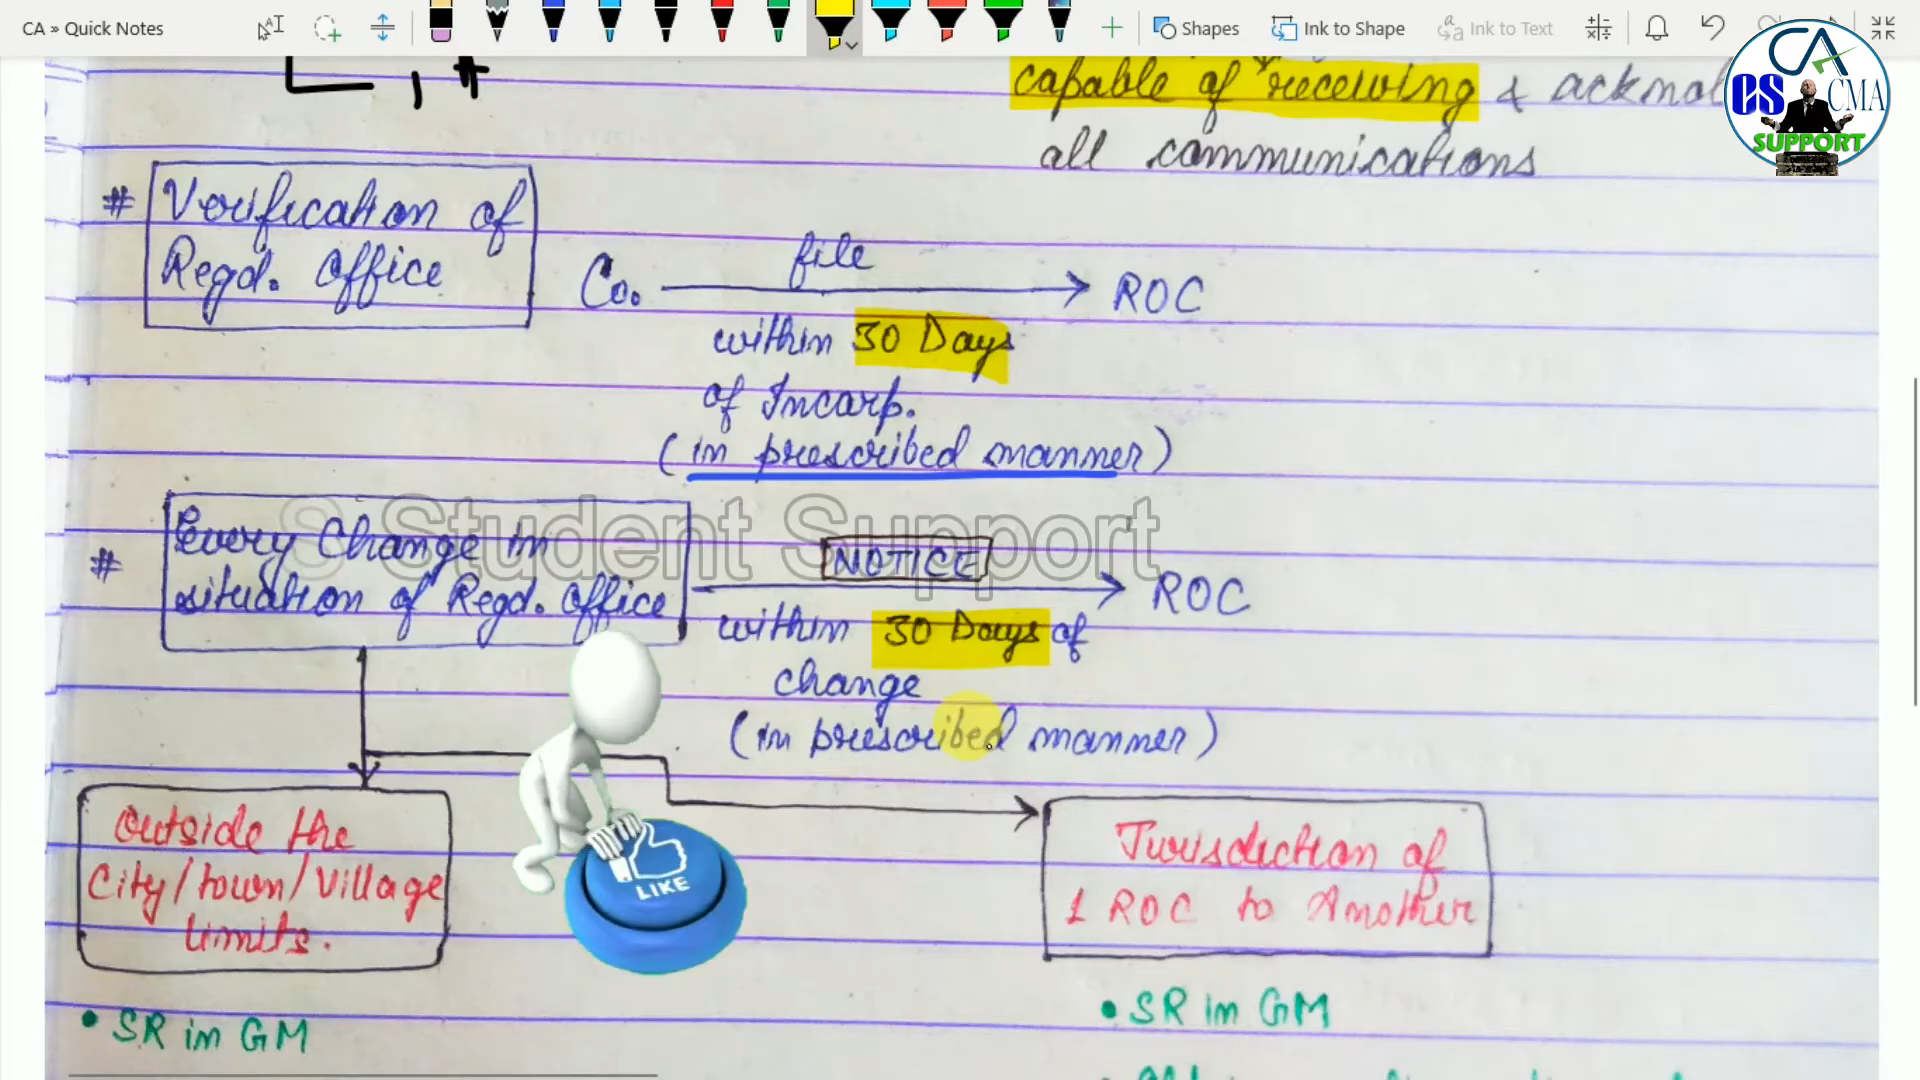 CA » Quick Notes
Shapes
Ink to Shape
Ink to Text
CA
CS
CMA
SUPPORT
capable of receiving & acknol
all communications
# Verification of
Regd. office
Co.
file
ROC
within 30 Days
of Incorp.
(in prescribed manner)
S Student Support
# Every Change in
situation of Regd. office
NOTICE
ROC
within 30 Days of
change
(in prescribed manner)
outside the
City/town/Village
limits.
LIKE
Jurisdiction of
1 ROC to Another
• SR in GM
• SR in GM